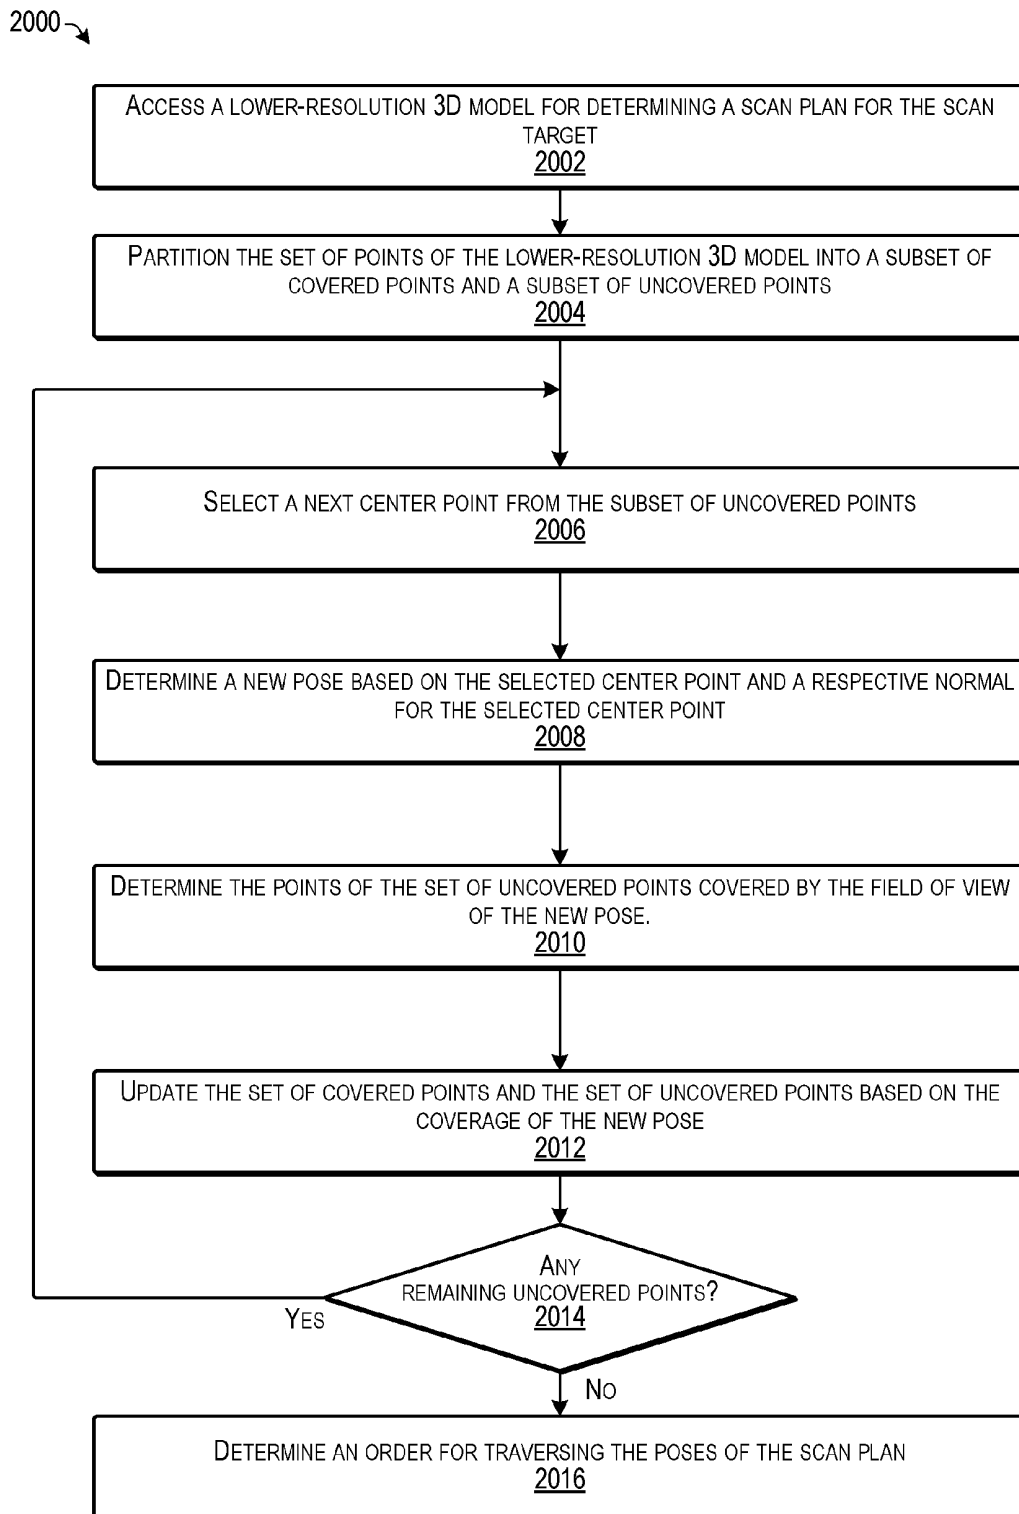 2000
ACCESS A LOWER-RESOLUTION 3D MODEL FOR DETERMINING A SCAN PLAN FOR THE SCAN
TARGET
2002
PARTITION THE SET OF POINTS OF THE LOWER-RESOLUTION 3D MODEL INTO A SUBSET OF
COVERED POINTS AND A SUBSET OF UNCOVERED POINTS
2004
SELECT A NEXT CENTER POINT FROM THE SUBSET OF UNCOVERED POINTS
2006
DETERMINE A NEW POSE BASED ON THE SELECTED CENTER POINT AND A RESPECTIVE NORMAL
FOR THE SELECTED CENTER POINT
2008
DETERMINE THE POINTS OF THE SET OF UNCOVERED POINTS COVERED BY THE FIELD OF VIEW
OF THE NEW POSE.
2010
UPDATE THE SET OF COVERED POINTS AND THE SET OF UNCOVERED POINTS BASED ON THE
COVERAGE OF THE NEW POSE
2012
ANY
REMAINING UNCOVERED POINTS?
2014
YES
NO
DETERMINE AN ORDER FOR TRAVERSING THE POSES OF THE SCAN PLAN
2016